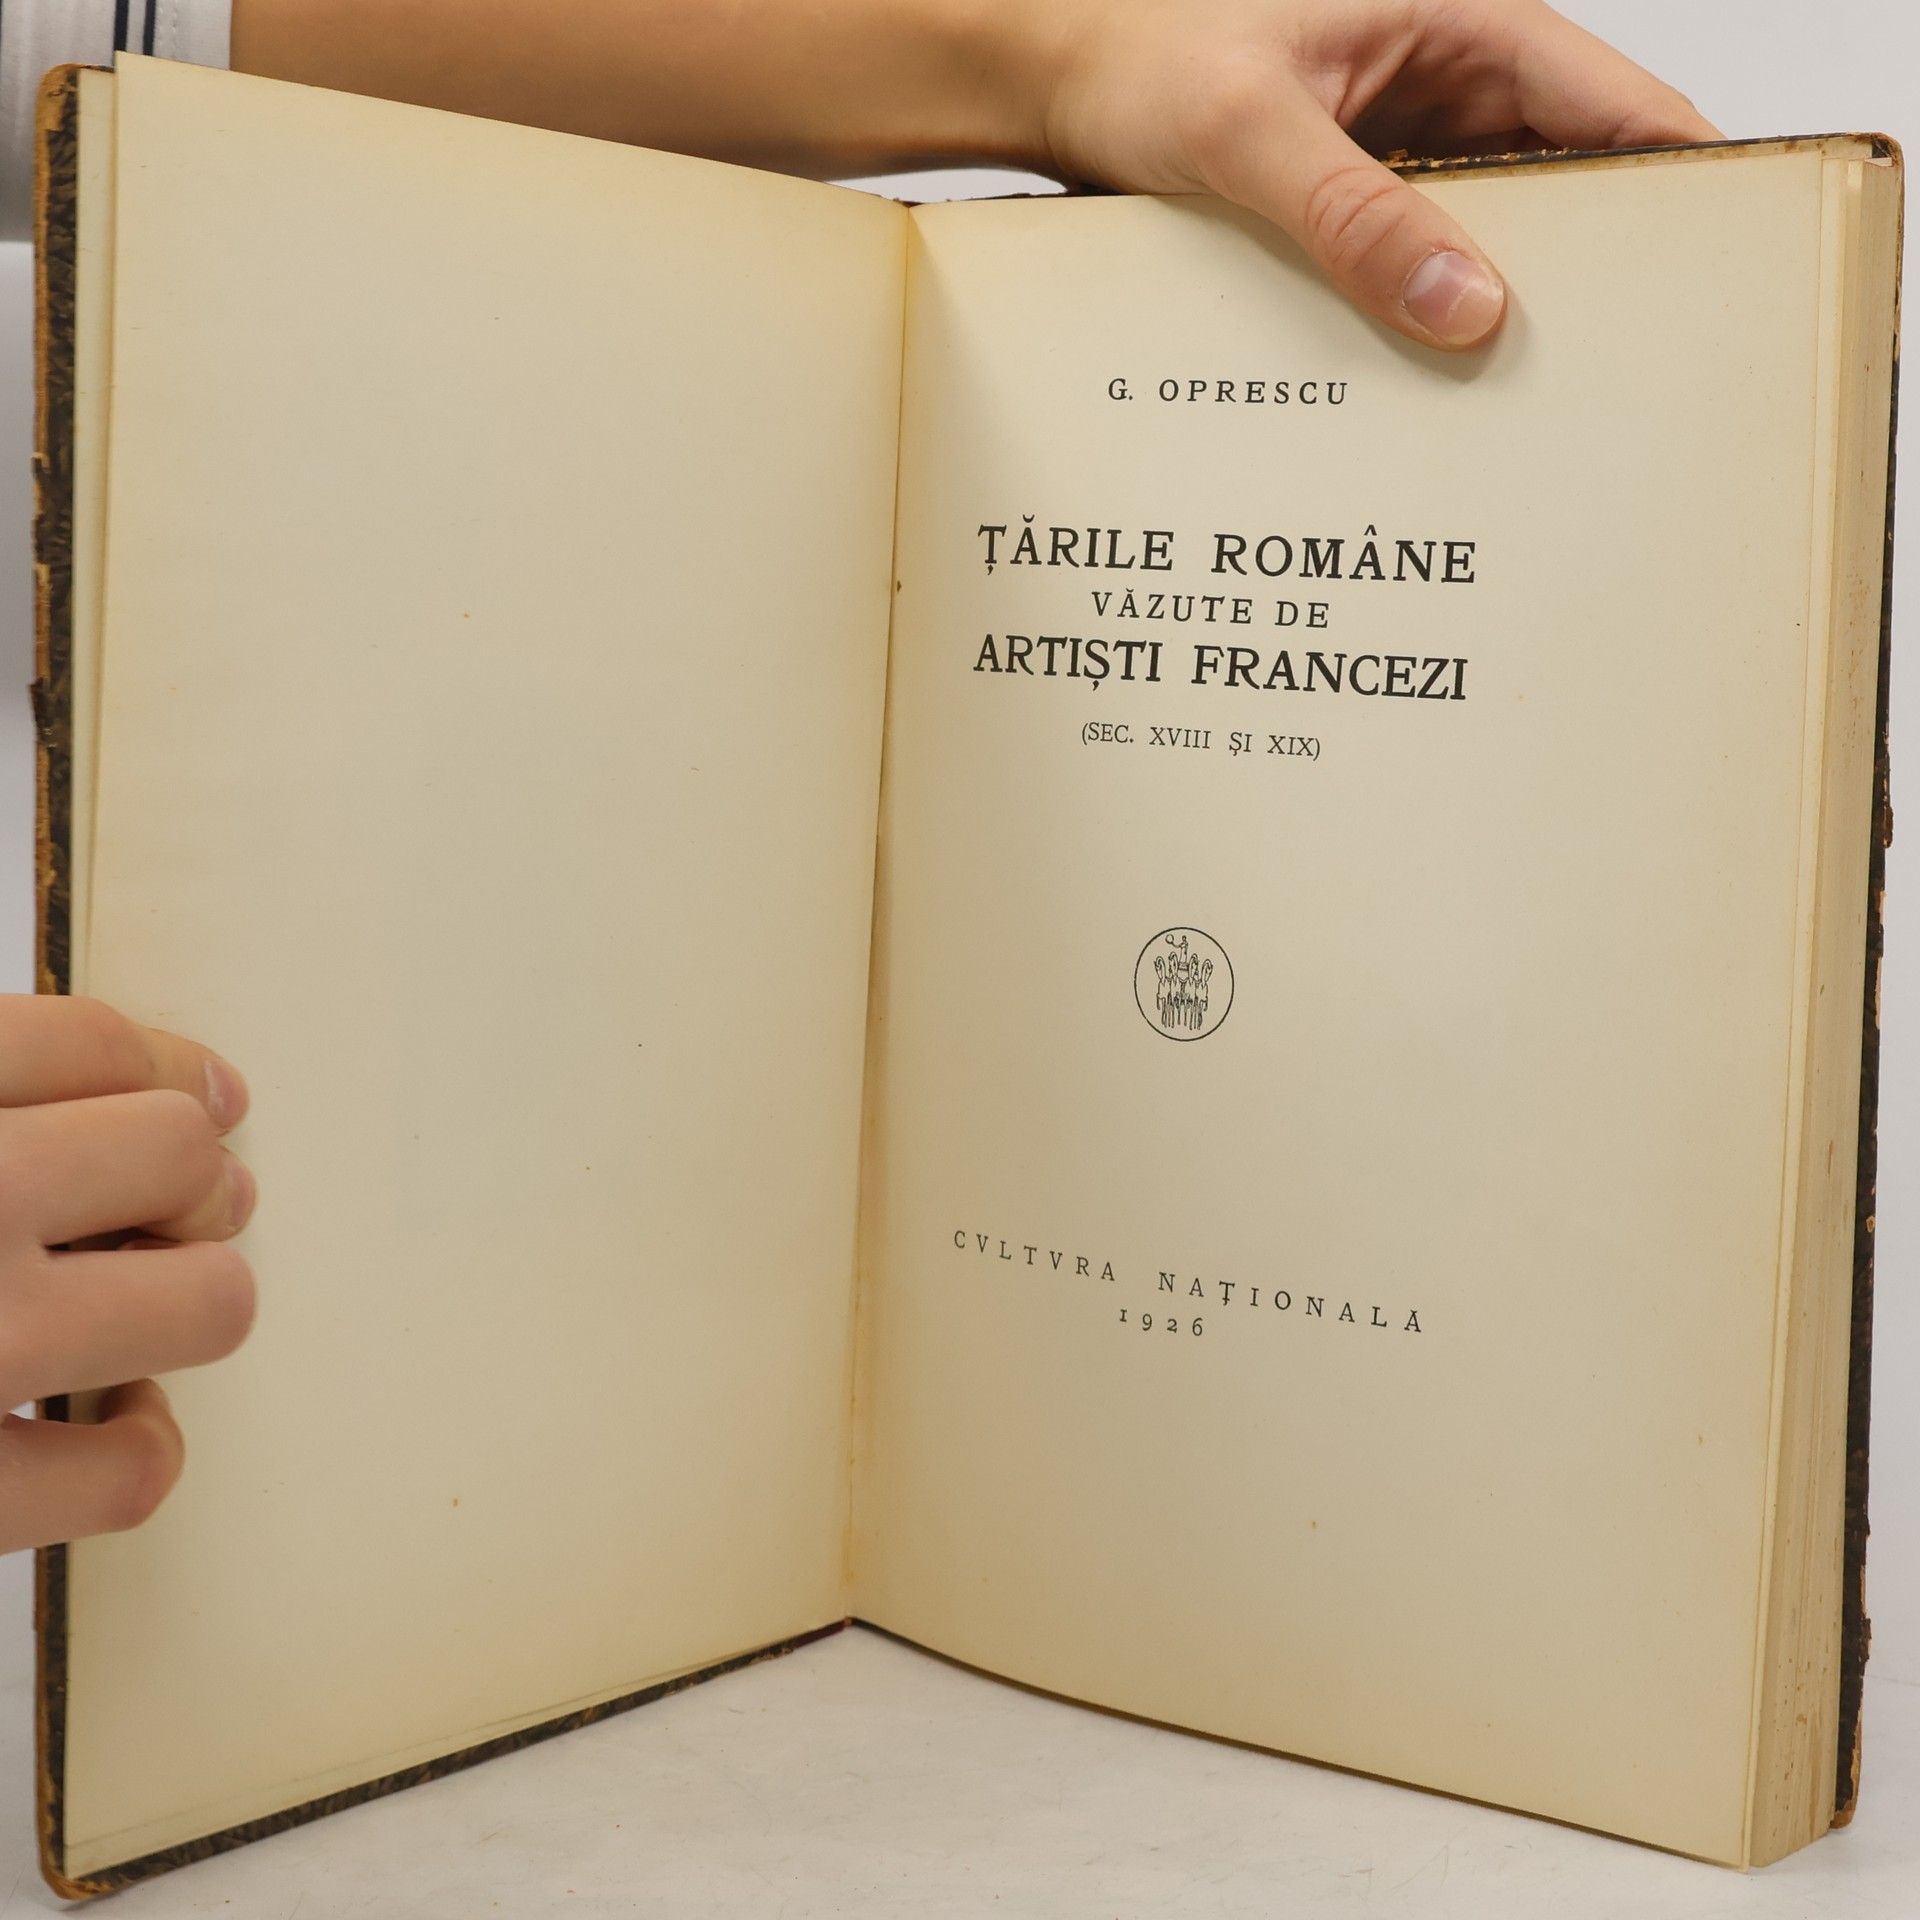 G. OPRESCU
ȚĂRILE ROMÂNE
VĂZUTE DE
ARTIȘTI FRANCEZI
(SEC. XVIII ȘI XIX)
CVLTVRA NAȚIONALĂ
1926